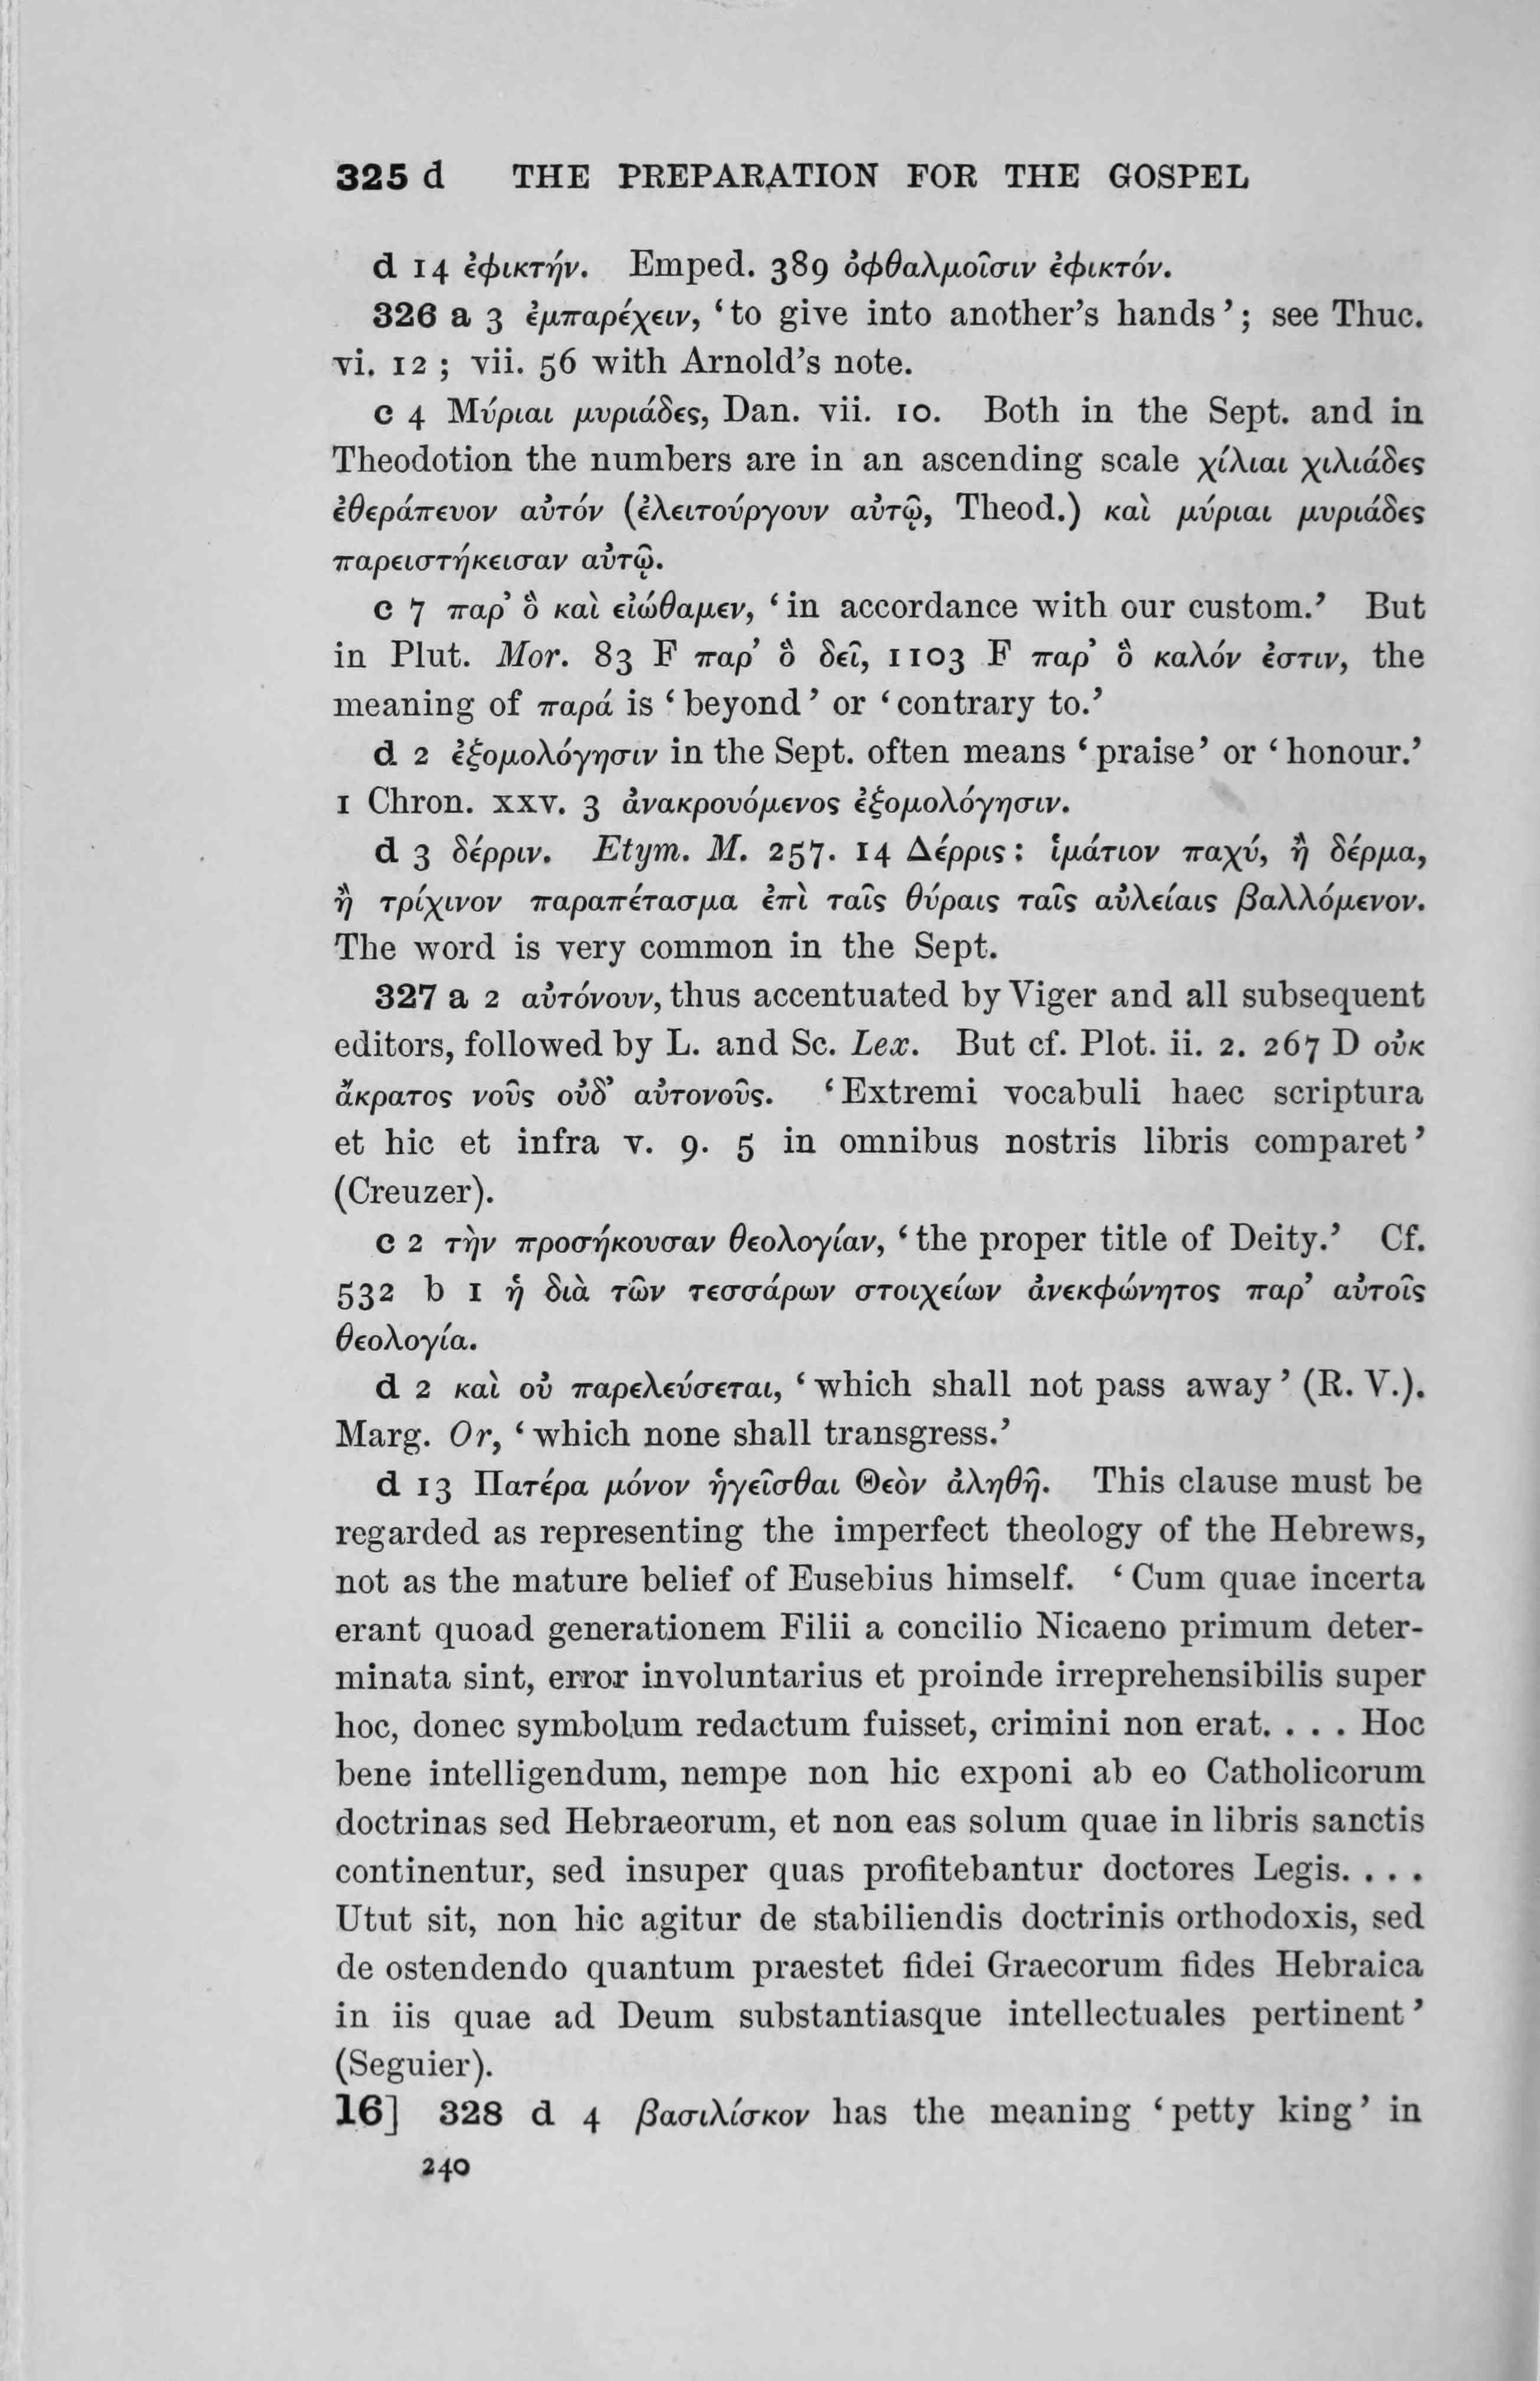 325 d THE PREPARATION FOR THE GOSPEL
d 14 ἐφικτήν. Emped. 389 ὀφθαλμοῖσιν ἐφικτόν.
326 a 3 ἐμπαρέχειν, ‘to give into another’s hands’; see Thuc.
vi. 12 ; vii. 56 with Arnold’s note.
c 4 Μύριαι μυριάδες, Dan. vii. 10. Both in the Sept. and in
Theodotion the numbers are in an ascending scale χίλιαι χιλιάδες
ἐθεράπευον αὐτόν (ἐλειτούργουν αὐτῷ, Theod.) καὶ μύριαι μυριάδες
παρειστήκεισαν αὐτῷ.
c 7 παρ’ ὃ καὶ εἰώθαμεν, ‘in accordance with our custom.’ But
in Plut. Mor. 83 F παρ’ ὃ δεῖ, 1103 F παρ’ ὃ καλόν ἐστιν, the
meaning of παρά is ‘beyond’ or ‘contrary to.’
d 2 ἐξομολόγησιν in the Sept. often means ‘praise’ or ‘honour.’
1 Chron. xxv. 3 ἀνακρουόμενος ἐξομολόγησιν.
d 3 δέρριν. Etym. M. 257. 14 Δέρρις: ἱμάτιον παχύ, ἢ δέρμα,
ἢ τρίχινον παραπέτασμα ἐπὶ ταῖς θύραις ταῖς αὐλείαις βαλλόμενον.
The word is very common in the Sept.
327 a 2 αὐτόνουν, thus accentuated by Viger and all subsequent
editors, followed by L. and Sc. Lex. But cf. Plot. ii. 2. 267 D οὐκ
ἄκρατος νοῦς οὐδ’ αὐτονοῦς. ‘Extremi vocabuli haec scriptura
et hic et infra v. 9. 5 in omnibus nostris libris comparet’
(Creuzer).
c 2 τὴν προσήκουσαν θεολογίαν, ‘the proper title of Deity.’ Cf.
532 b 1 ἡ διὰ τῶν τεσσάρων στοιχείων ἀνεκφώνητος παρ’ αὐτοῖς
θεολογία.
d 2 καὶ οὐ παρελεύσεται, ‘which shall not pass away’ (R. V.).
Marg. Or, ‘which none shall transgress.’
d 13 Πατέρα μόνον ἡγεῖσθαι Θεὸν ἀληθῆ. This clause must be
regarded as representing the imperfect theology of the Hebrews,
not as the mature belief of Eusebius himself. ‘Cum quae incerta
erant quoad generationem Filii a concilio Nicaeno primum deter-
minata sint, error involuntarius et proinde irreprehensibilis super
hoc, donec symbolum redactum fuisset, crimini non erat. . . . Hoc
bene intelligendum, nempe non hic exponi ab eo Catholicorum
doctrinas sed Hebraeorum, et non eas solum quae in libris sanctis
continentur, sed insuper quas profitebantur doctores Legis. . . .
Utut sit, non hic agitur de stabiliendis doctrinis orthodoxis, sed
de ostendendo quantum praestet fidei Graecorum fides Hebraica
in iis quae ad Deum substantiasque intellectuales pertinent’
(Seguier).
16] 328 d 4 βασιλίσκον has the meaning ‘petty king’ in
240